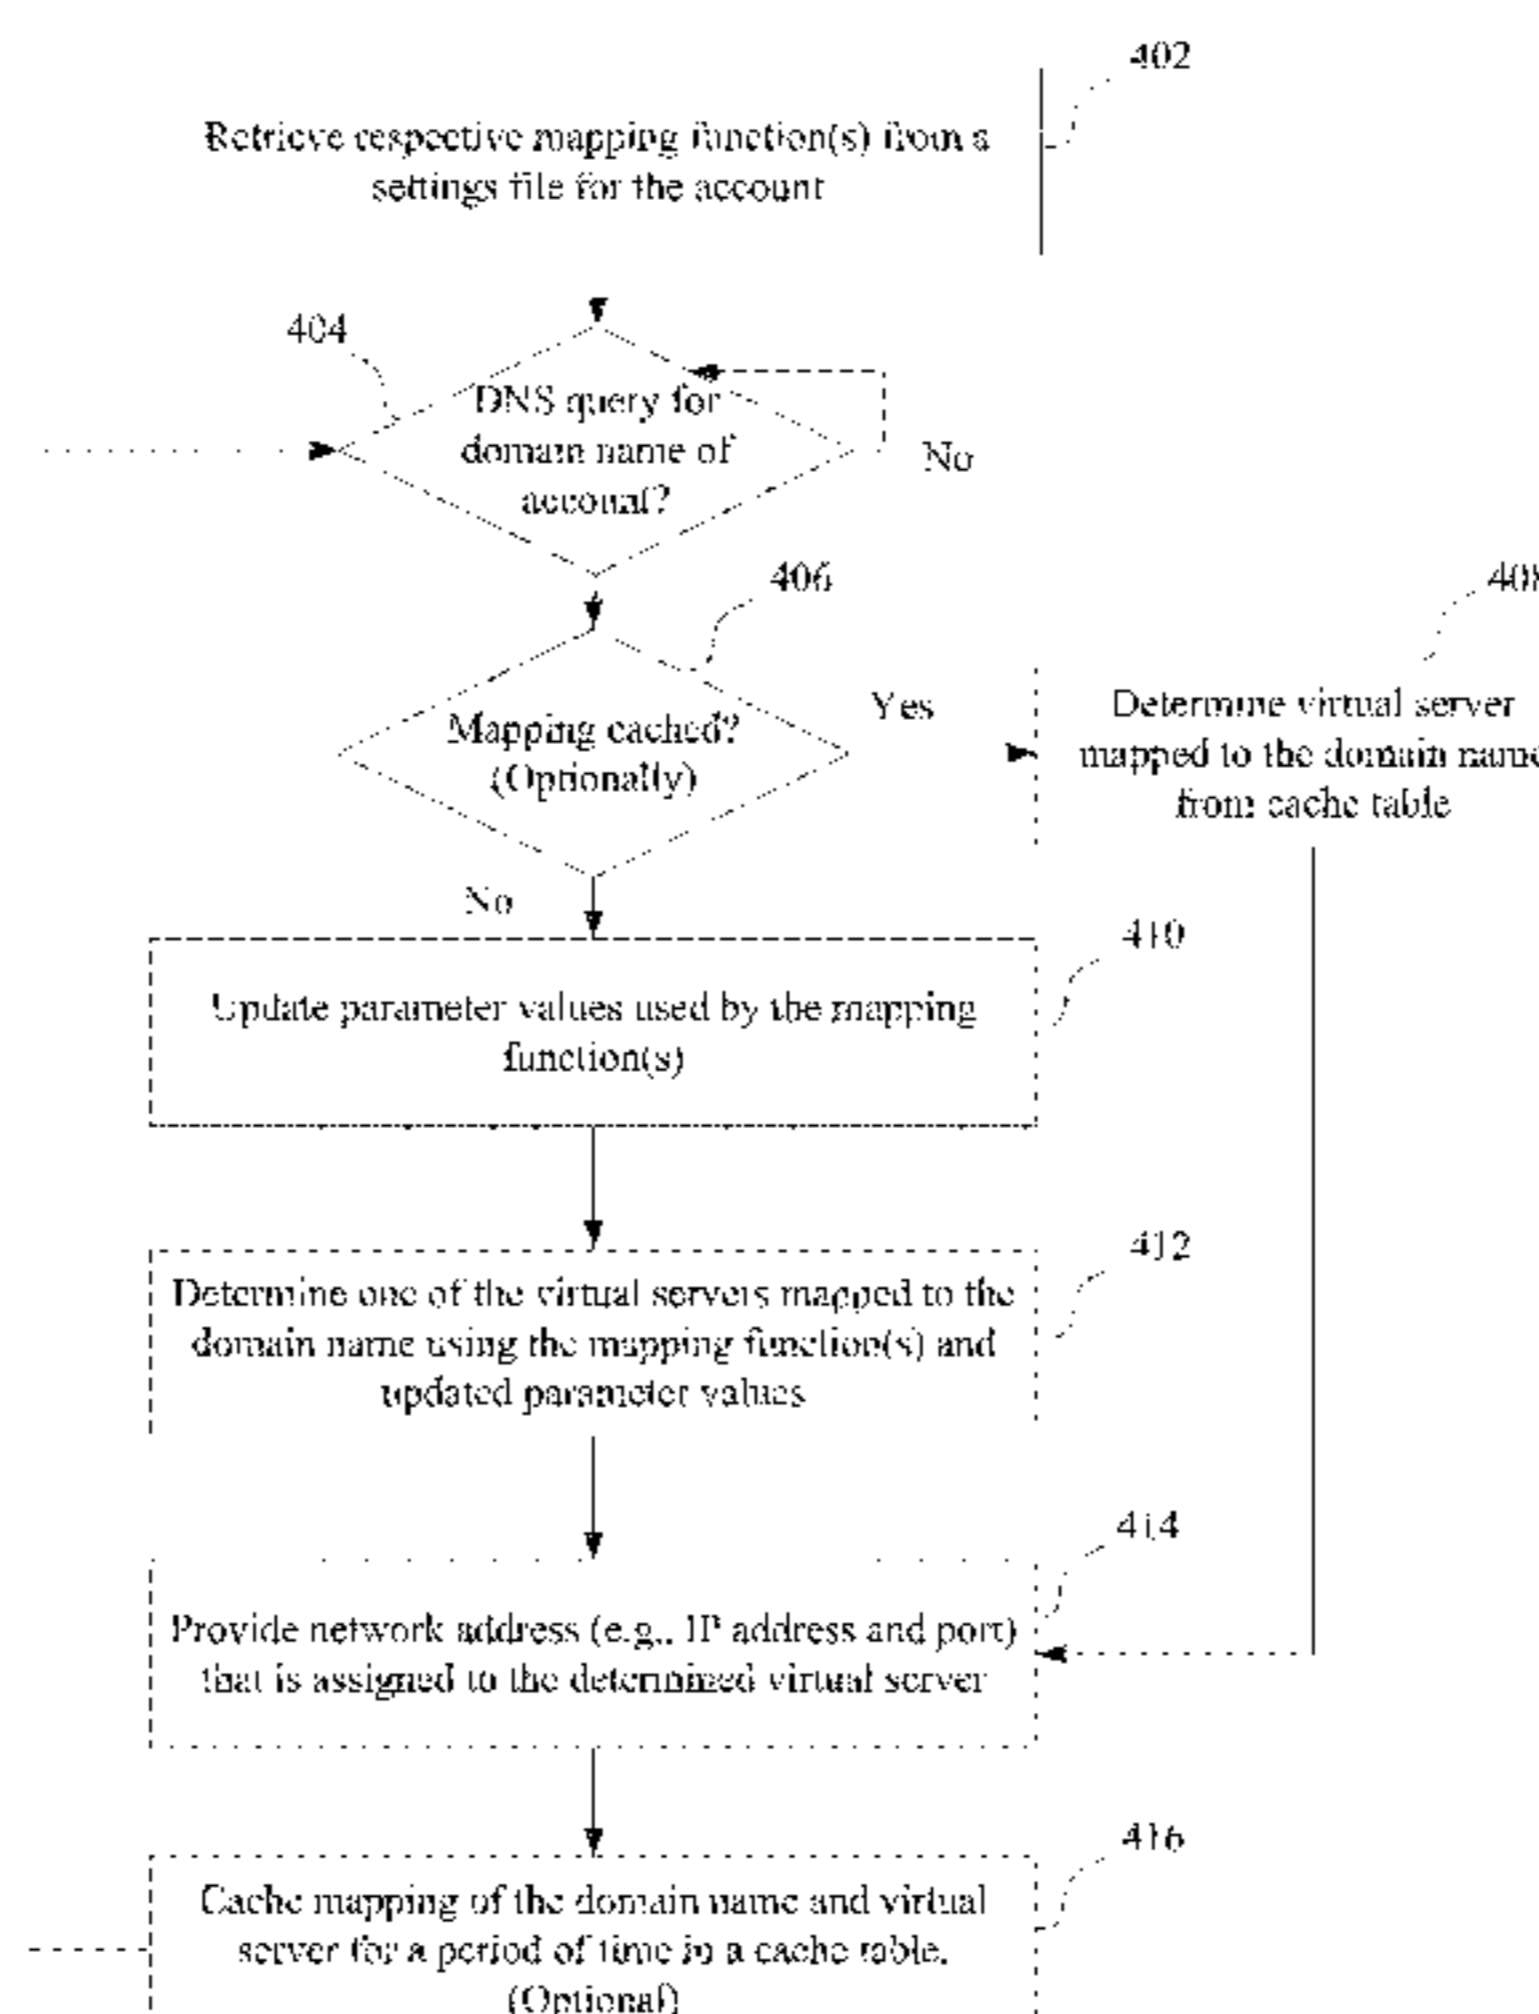 402
Retrieve respective mapping function(s) from a
settings file for the account
404
DNS query for
domain name of
account?
No
406
408
Mapping cached?
(Optionally)
Yes
Determine virtual server
mapped to the domain name
from cache table
No
410
Update parameter values used by the mapping
function(s)
412
Determine one of the virtual servers mapped to the
domain name using the mapping function(s) and
updated parameter values
414
Provide network address (e.g., IP address and port)
that is assigned to the determined virtual server
416
Cache mapping of the domain name and virtual
server for a period of time in a cache table.
(Optional)